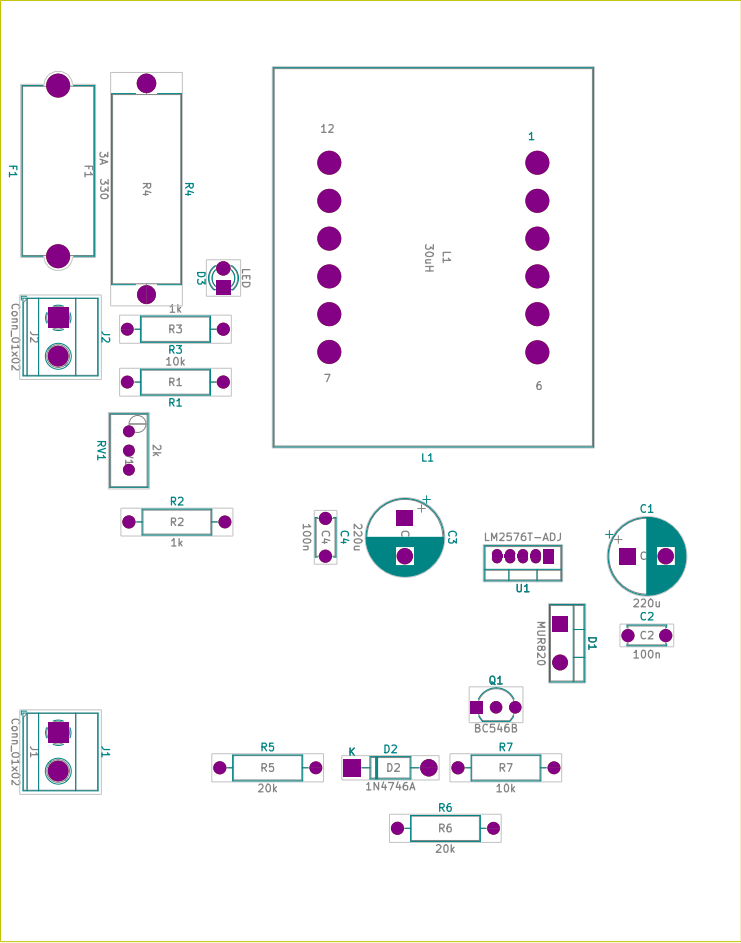 12
1
F1
F1
3A
330
R4
R4
L1
30uH
D3
LED
1k
R3
R3
J2
J2
Conn_01x02
10k
R1
R1
7
6
RV1
2k
L1
R2
R2
1k
100n
C4
C4
220u
C
C3
LM2576T-ADJ
U1
C1
C
220u
C2
C2
100n
MUR820
D1
Q1
BC546B
J1
J1
Conn_01x02
R5
R5
20k
K
D2
D2
1N4746A
R7
R7
10k
R6
R6
20k